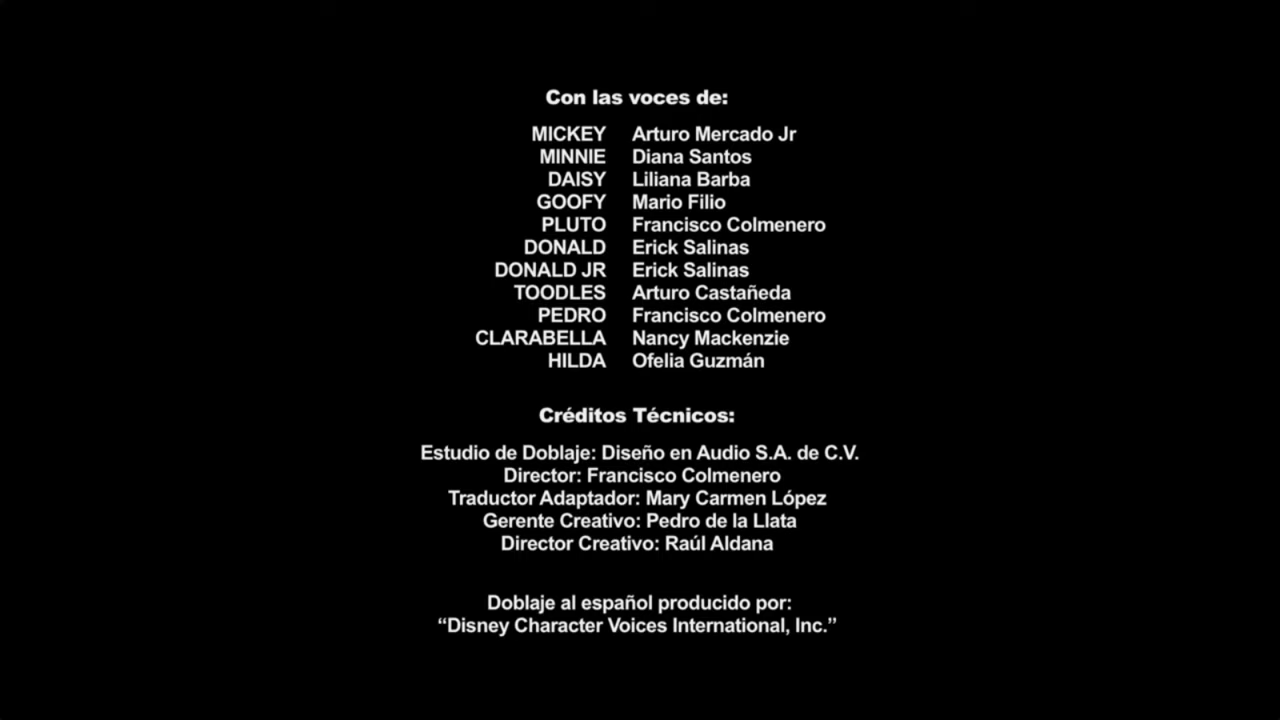 Con las voces de:
MICKEY Arturo Mercado Jr
MINNIE Diana Santos
DAISY Liliana Barba
GOOFY Mario Filio
PLUTO Francisco Colmenero
DONALD Erick Salinas
DONALD JR Erick Salinas
TOODLES Arturo Castañeda
PEDRO Francisco Colmenero
CLARABELLA Nancy Mackenzie
HILDA Ofelia Guzmán
Créditos Técnicos:
Estudio de Doblaje: Diseño en Audio S.A. de C.V.
Director: Francisco Colmenero
Traductor Adaptador: Mary Carmen López
Gerente Creativo: Pedro de la Llata
Director Creativo: Raúl Aldana
Doblaje al español producido por:
“Disney Character Voices International, Inc.”